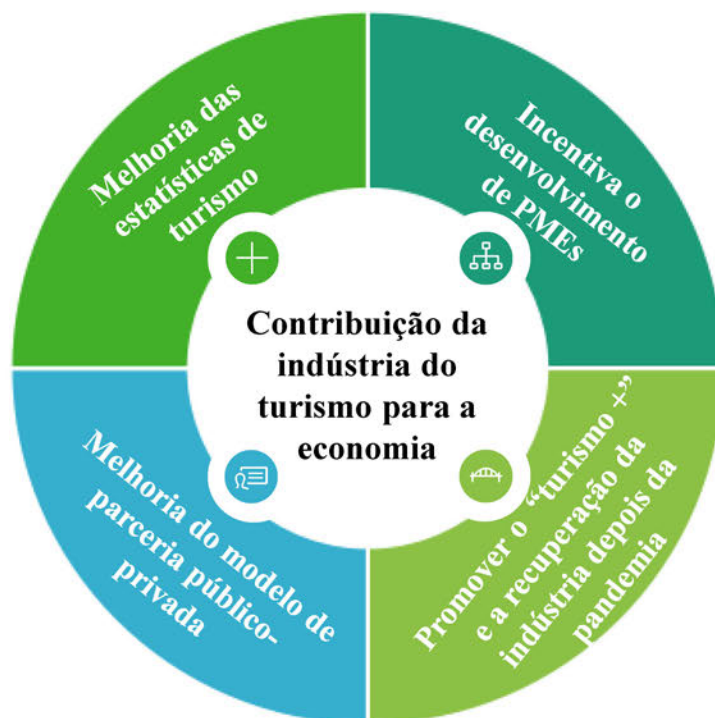 Melhoria das
estatísticas de
turismo
Incentiva o
desenvolvimento
de PMEs
Contribuição da
indústria do
turismo para a
economia
Melhoria do modelo de
parceria público-
privada
Promover o “turismo +”
e a recuperação da
indústria depois da
pandemia